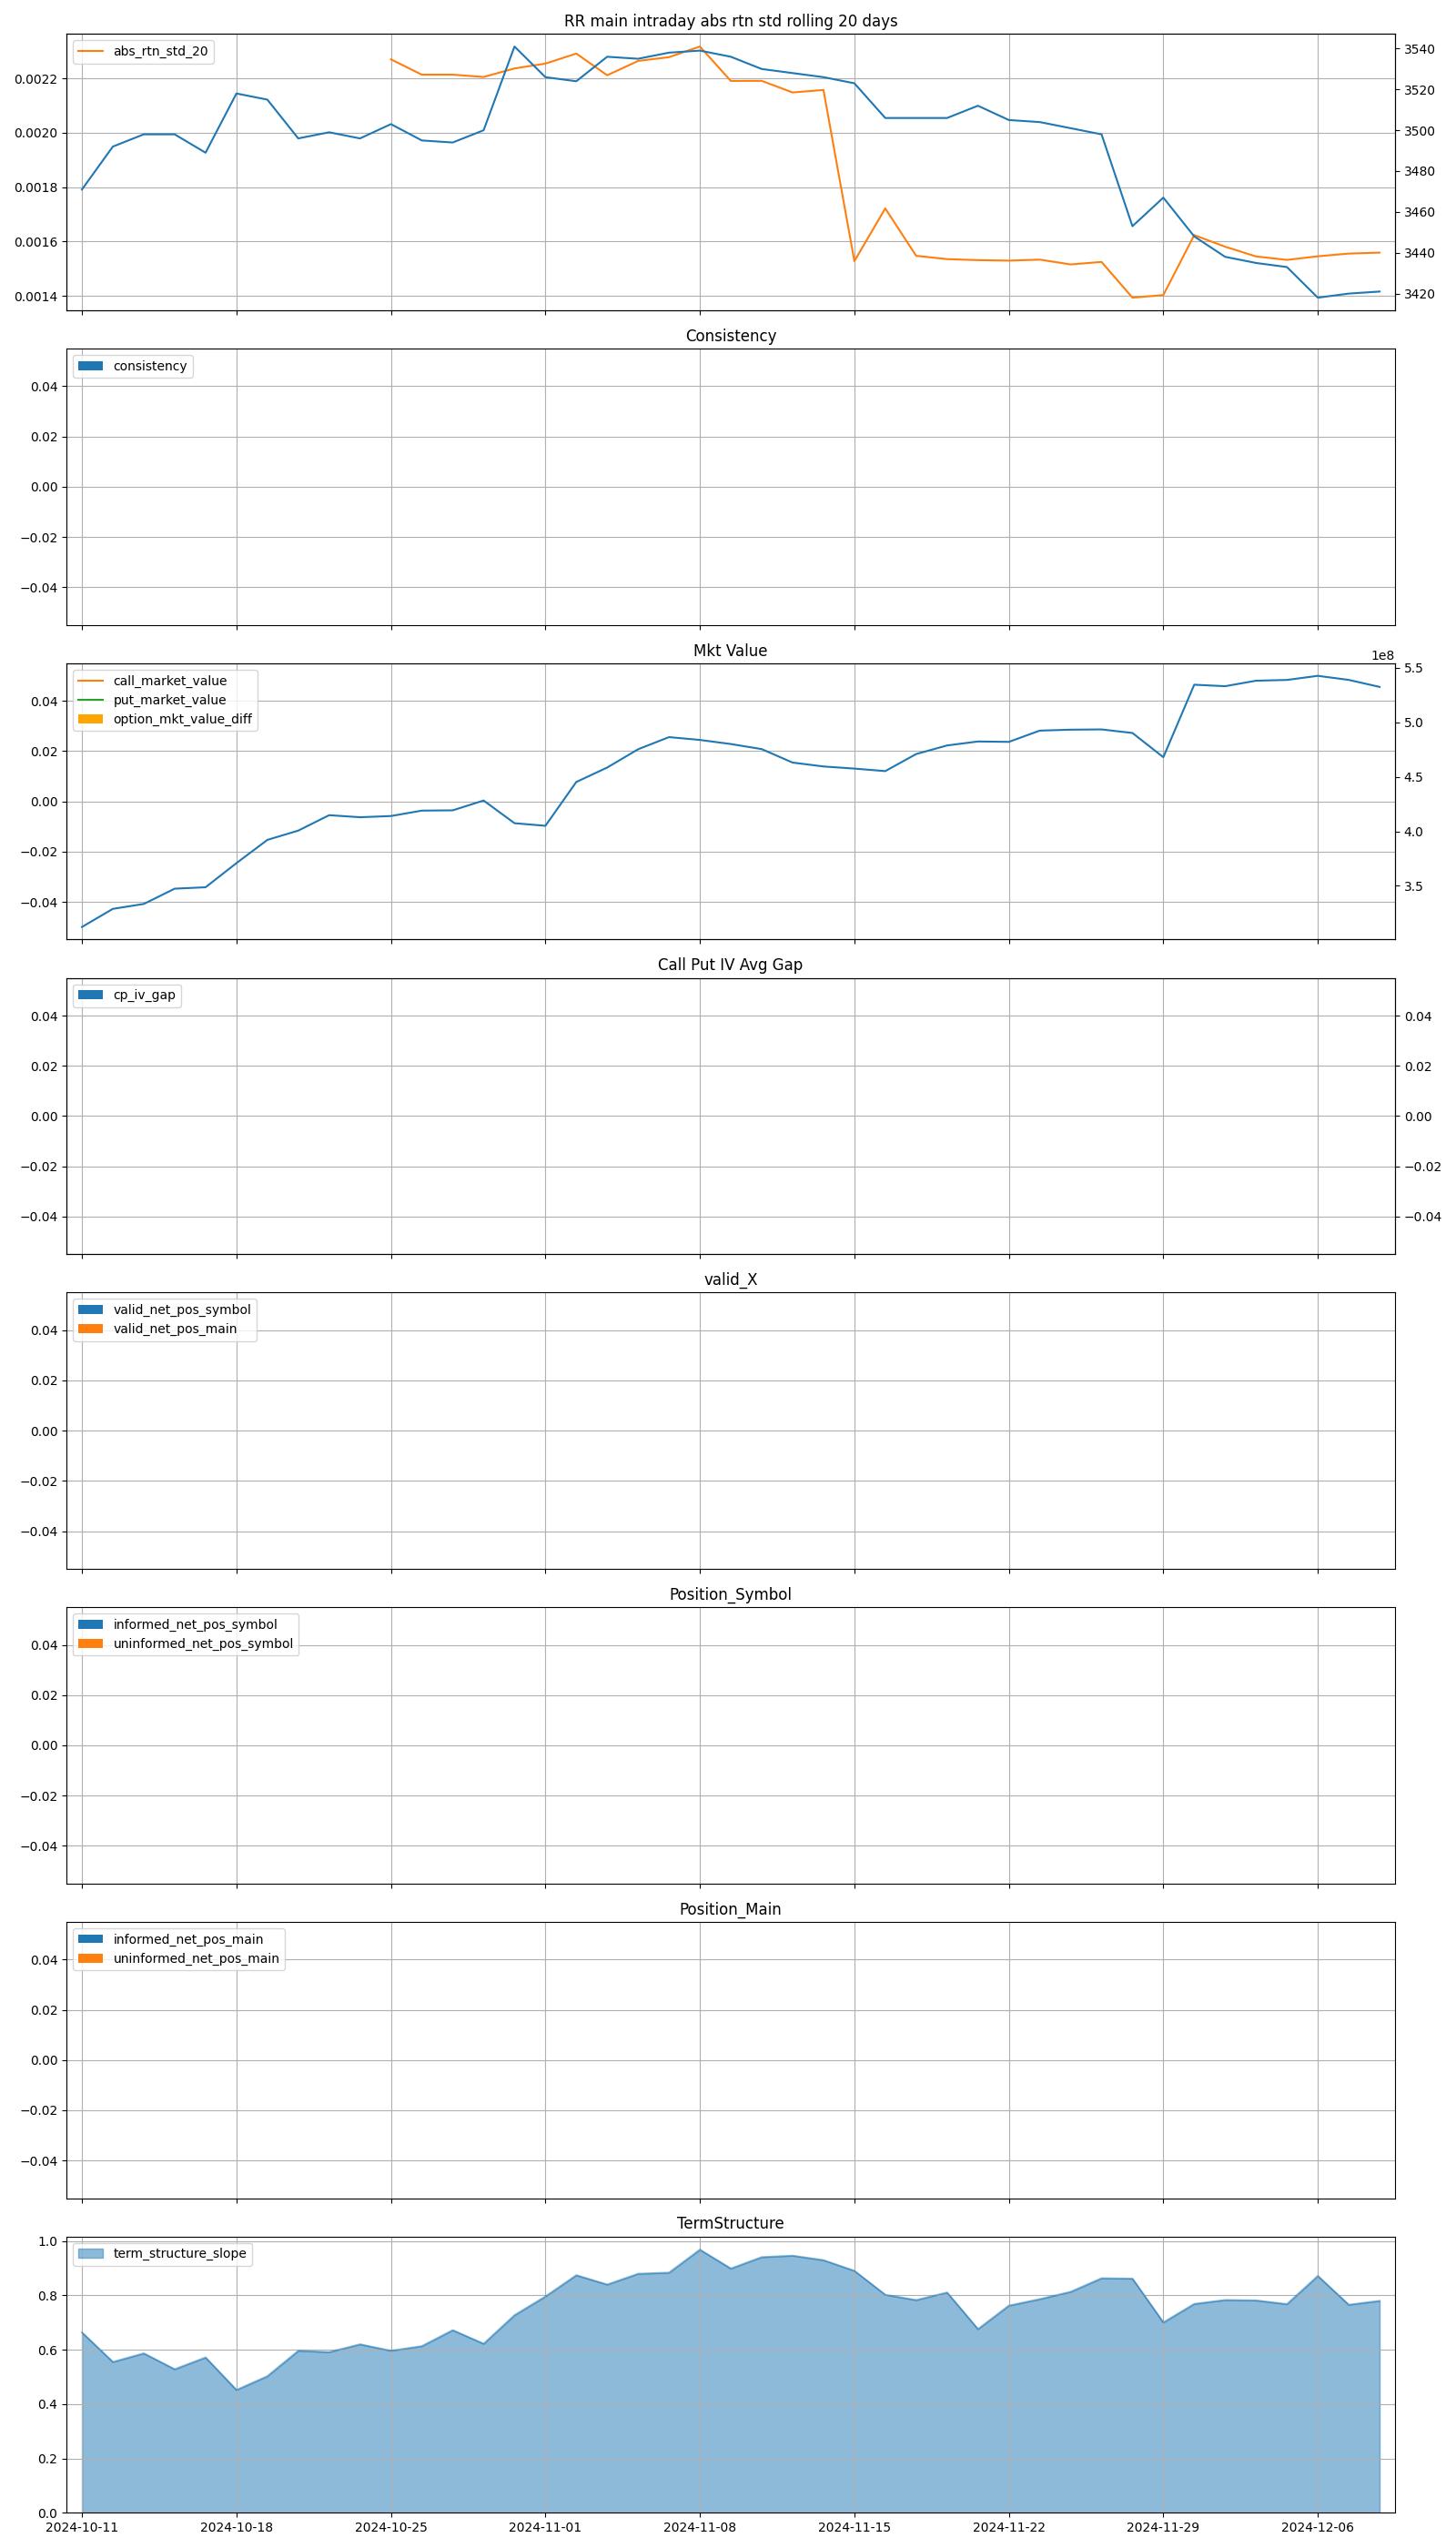 RR main intraday abs rtn std rolling 20 days
abs_rtn_std_20
0.0022
0.0020
0.0018
0.0016
0.0014
3540
3520
3500
3480
3460
3440
3420
Consistency
consistency
0.04
0.02
0.00
−0.02
−0.04
Mkt Value
1e8
call_market_value
put_market_value
option_mkt_value_diff
0.04
0.02
0.00
−0.02
−0.04
5.5
5.0
4.5
4.0
3.5
Call Put IV Avg Gap
cp_iv_gap
0.04
0.02
0.00
−0.02
−0.04
0.04
0.02
0.00
−0.02
−0.04
valid_X
valid_net_pos_symbol
valid_net_pos_main
0.04
0.02
0.00
−0.02
−0.04
Position_Symbol
informed_net_pos_symbol
uninformed_net_pos_symbol
0.04
0.02
0.00
−0.02
−0.04
Position_Main
informed_net_pos_main
uninformed_net_pos_main
0.04
0.02
0.00
−0.02
−0.04
TermStructure
term_structure_slope
1.0
0.8
0.6
0.4
0.2
0.0
2024-10-11 2024-10-18 2024-10-25 2024-11-01 2024-11-08 2024-11-15 2024-11-22 2024-11-29 2024-12-06